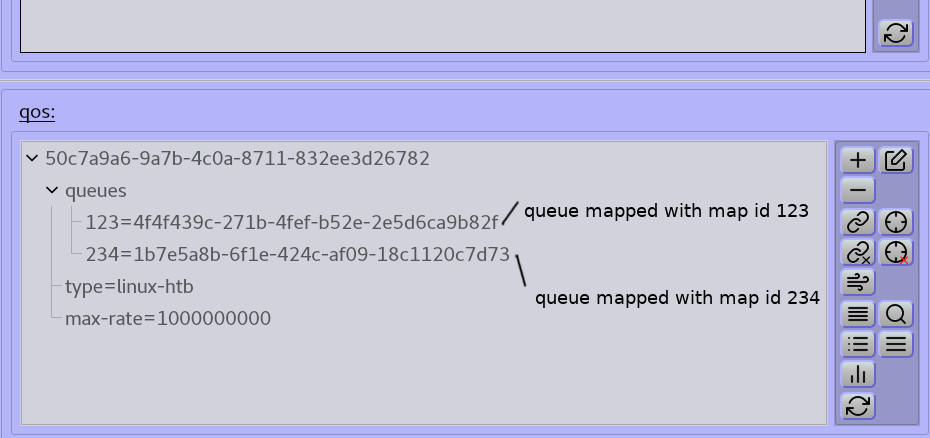 qos:
50c7a9a6-9a7b-4c0a-8711-832ee3d26782
queues
123=4f4f439c-271b-4fef-b52e-2e5d6ca9b82f
queue mapped with map id 123
234=1b7e5a8b-6f1e-424c-af09-18c1120c7d73
queue mapped with map id 234
type=linux-htb
max-rate=1000000000